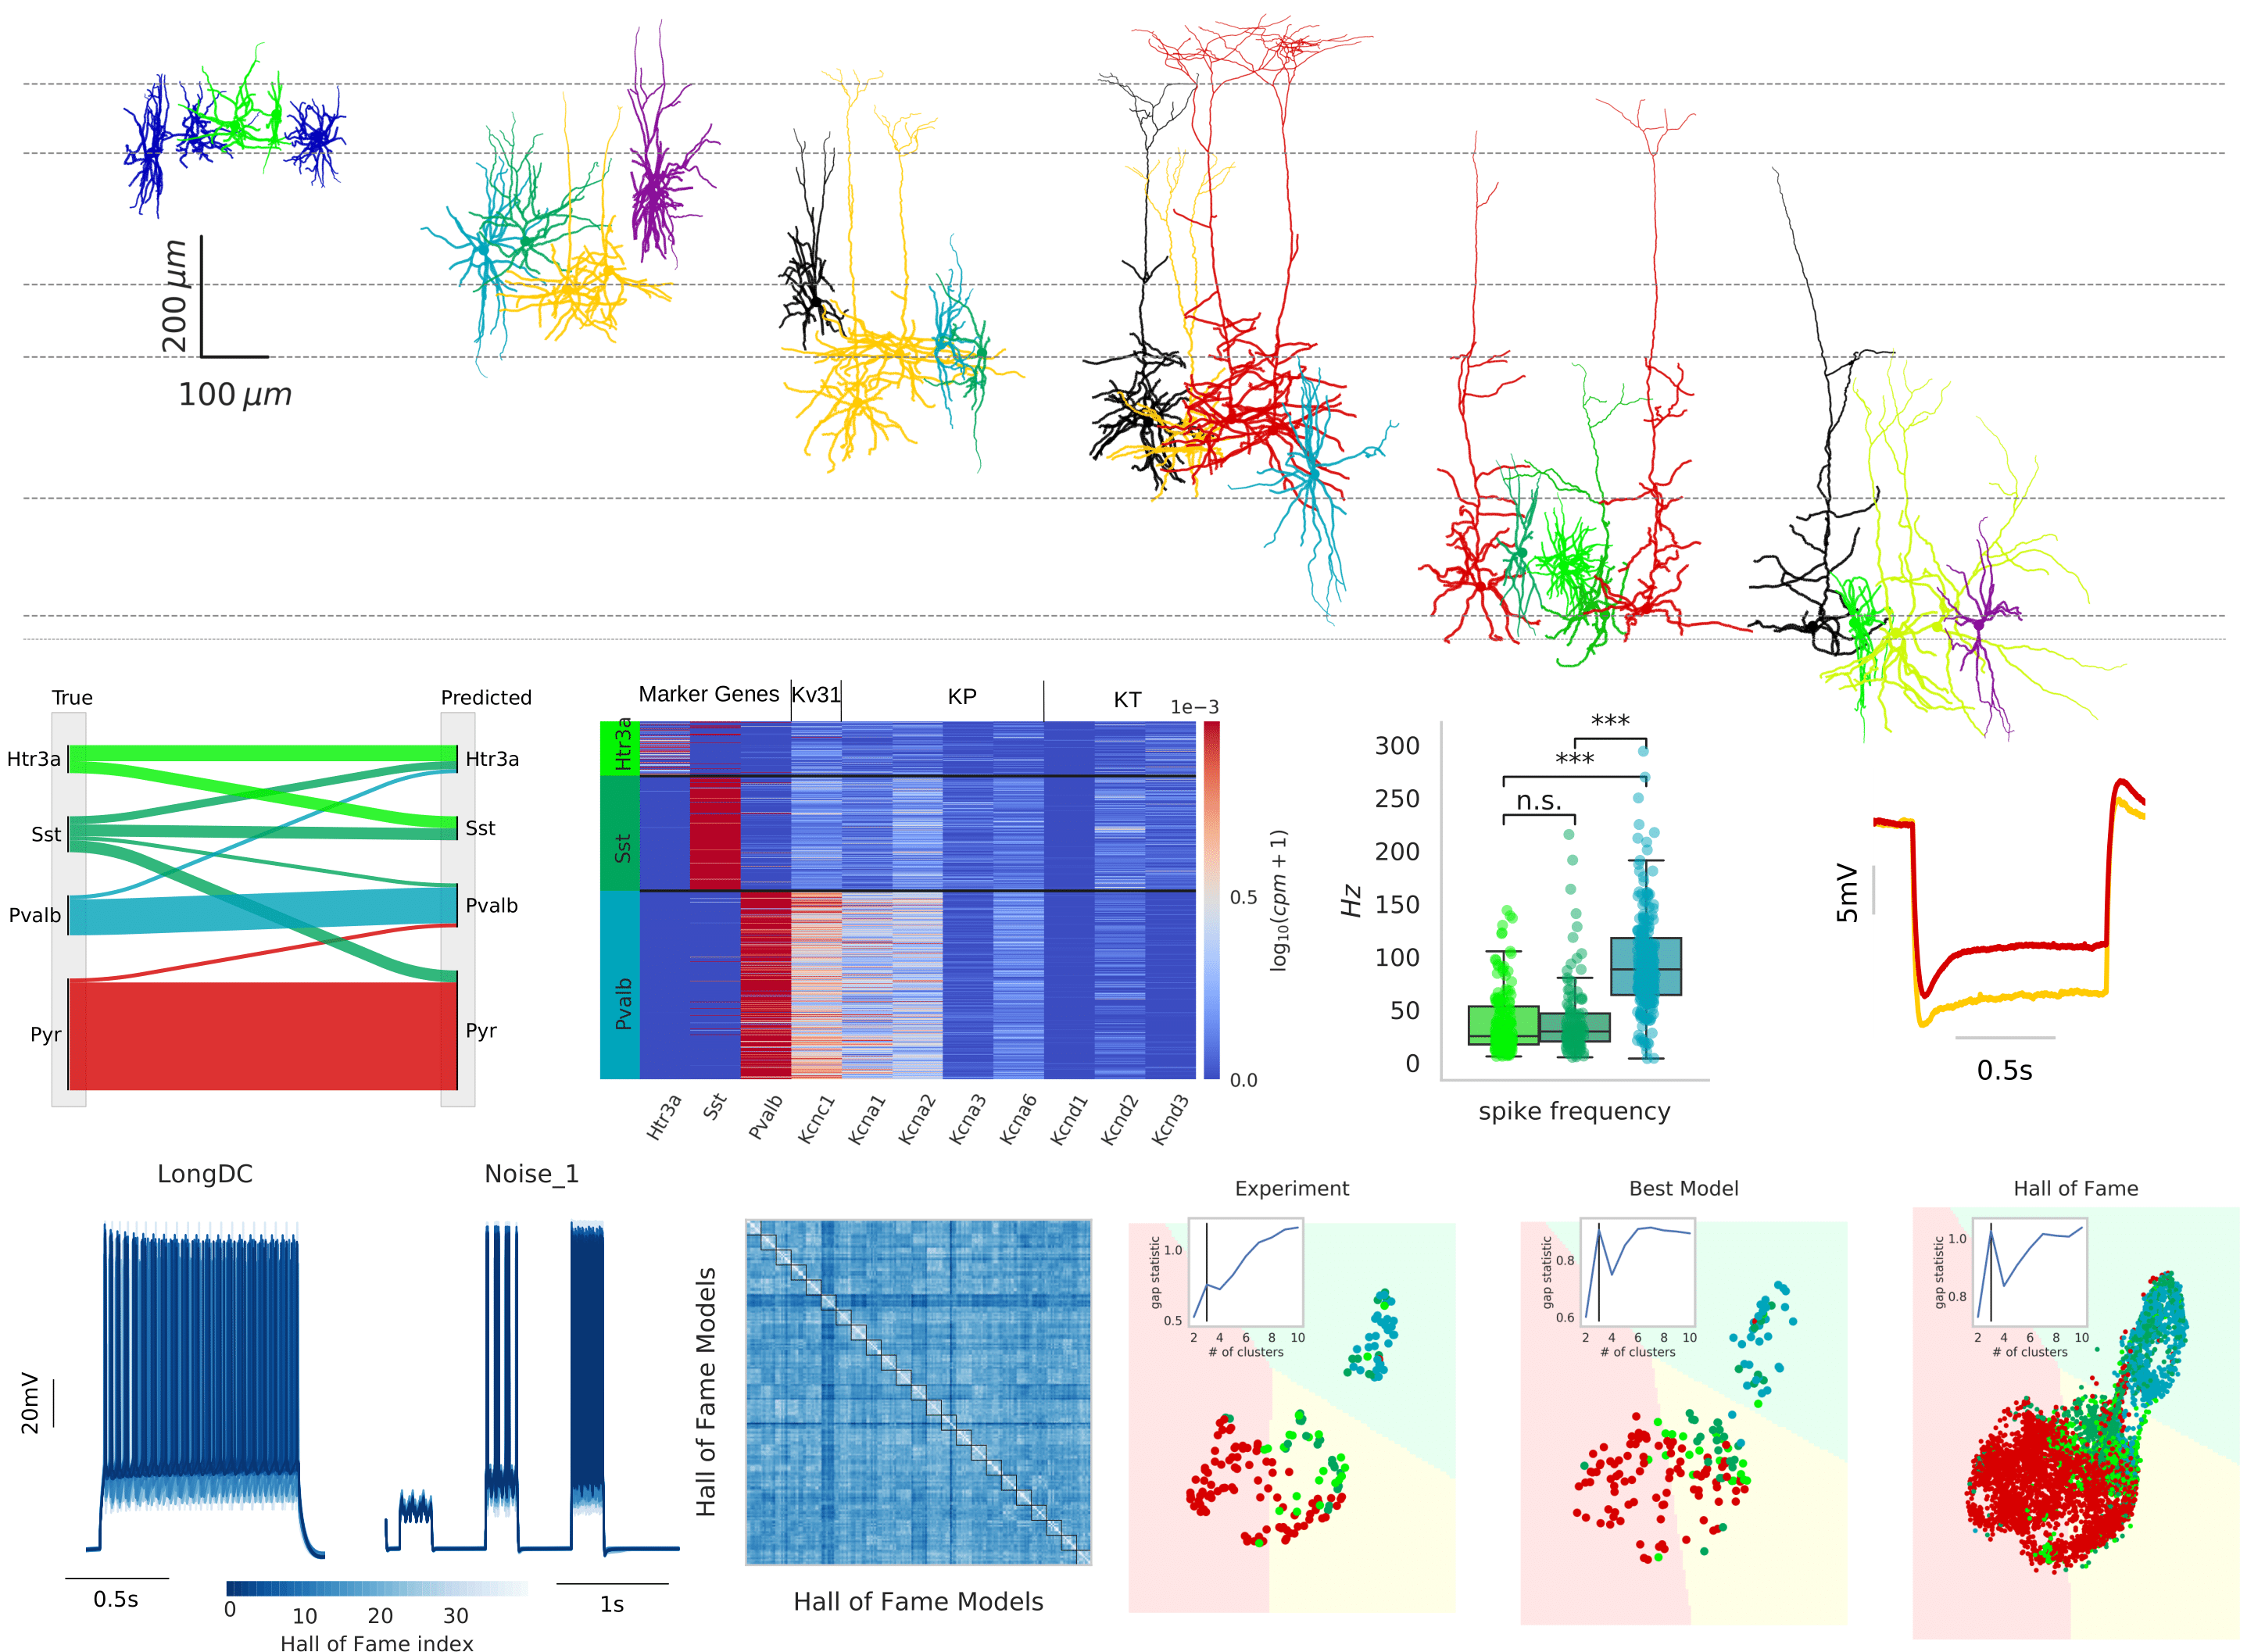 200 μm
100 μm
True
Predicted
Htr3a
Sst
Pvalb
Pyr
Htr3a
Sst
Pvalb
Pyr
Marker Genes
Kv31
KP
KT
1e−3
Htr3a
Sst
Pvalb
0.5
0.0
log10(cpm + 1)
Htr3a
Sst
Pvalb
Kcnc1
Kcna1
Kcna2
Kcna3
Kcna6
Kcnd1
Kcnd2
Kcnd3
***
***
n.s.
300
250
200
150
100
50
0
Hz
spike frequency
5mV
0.5s
LongDC
Noise_1
20mV
0.5s
1s
0
10
20
30
Hall of Fame index
Hall of Fame Models
Hall of Fame Models
Experiment
gap statistic
1.0
0.5
2 4 6 8 10
# of clusters
Best Model
gap statistic
0.8
0.6
2 4 6 8 10
# of clusters
Hall of Fame
gap statistic
1.0
0.8
2 4 6 8 10
# of clusters